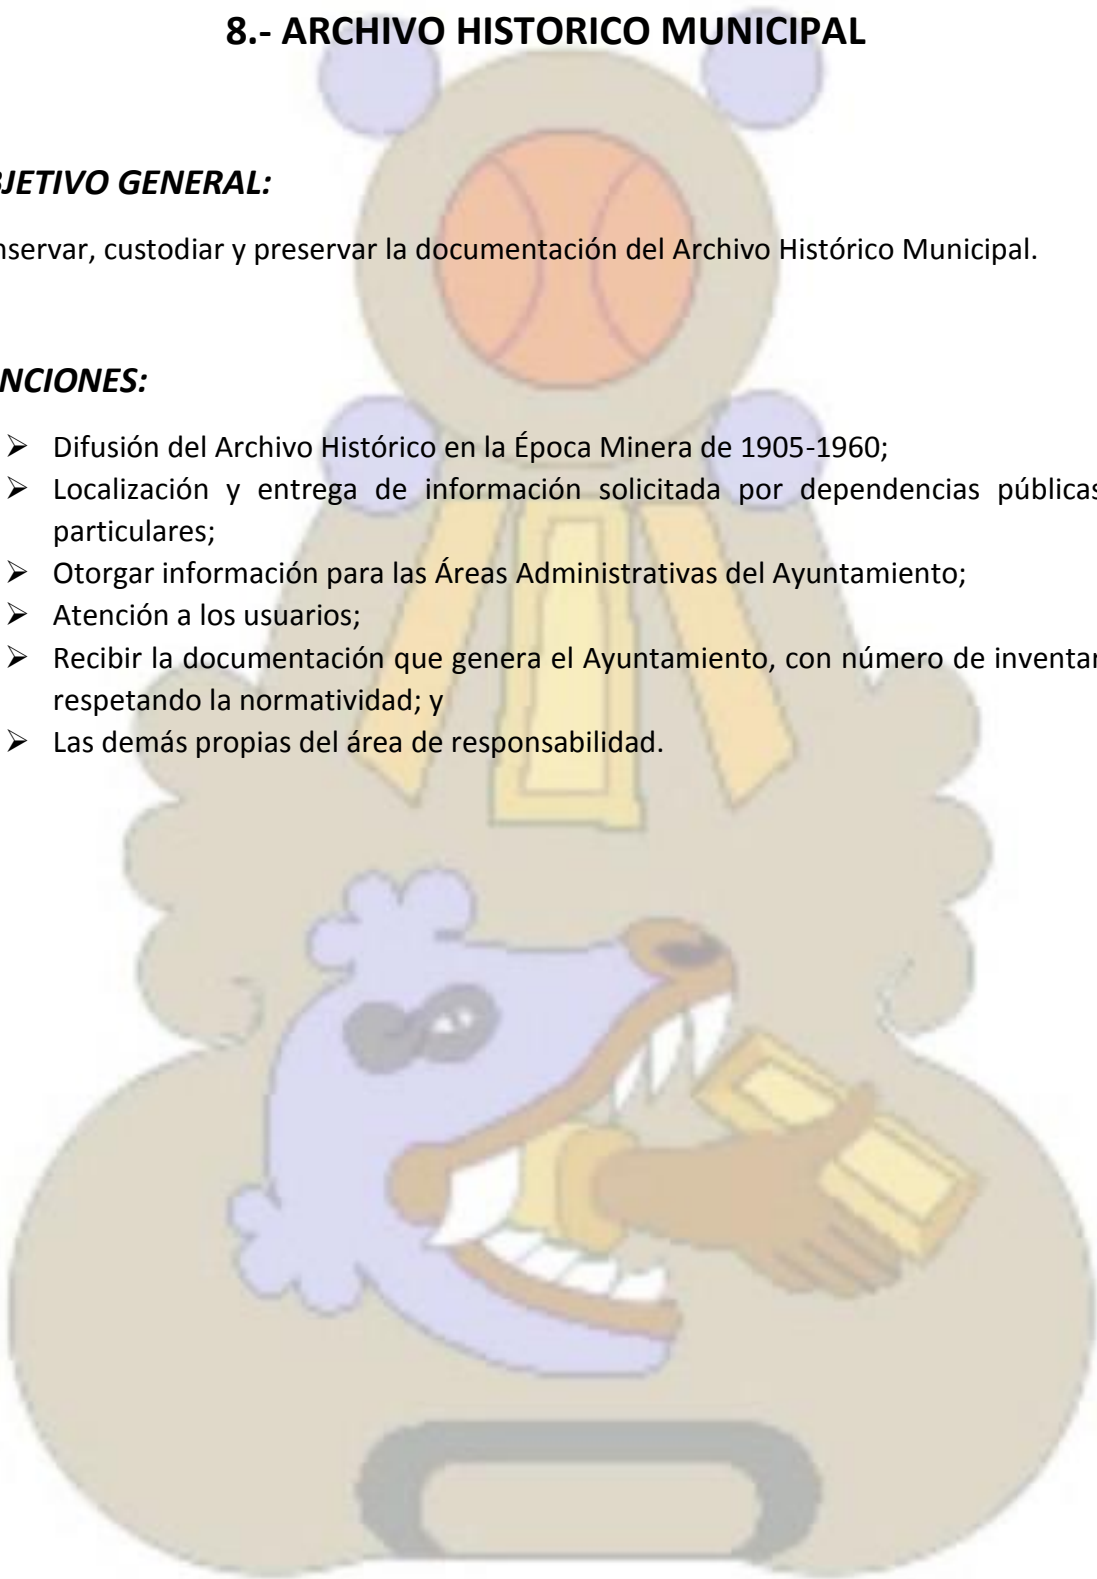 8.- ARCHIVO HISTORICO MUNICIPAL
BJETIVO GENERAL:
nservar, custodiar y preservar la documentación del Archivo Histórico Municipal.
NCIONES:
➢ Difusión del Archivo Histórico en la Época Minera de 1905-1960;
➢ Localización y entrega de información solicitada por dependencias públicas
particulares;
➢ Otorgar información para las Áreas Administrativas del Ayuntamiento;
➢ Atención a los usuarios;
➢ Recibir la documentación que genera el Ayuntamiento, con número de inventar
respetando la normatividad; y
➢ Las demás propias del área de responsabilidad.